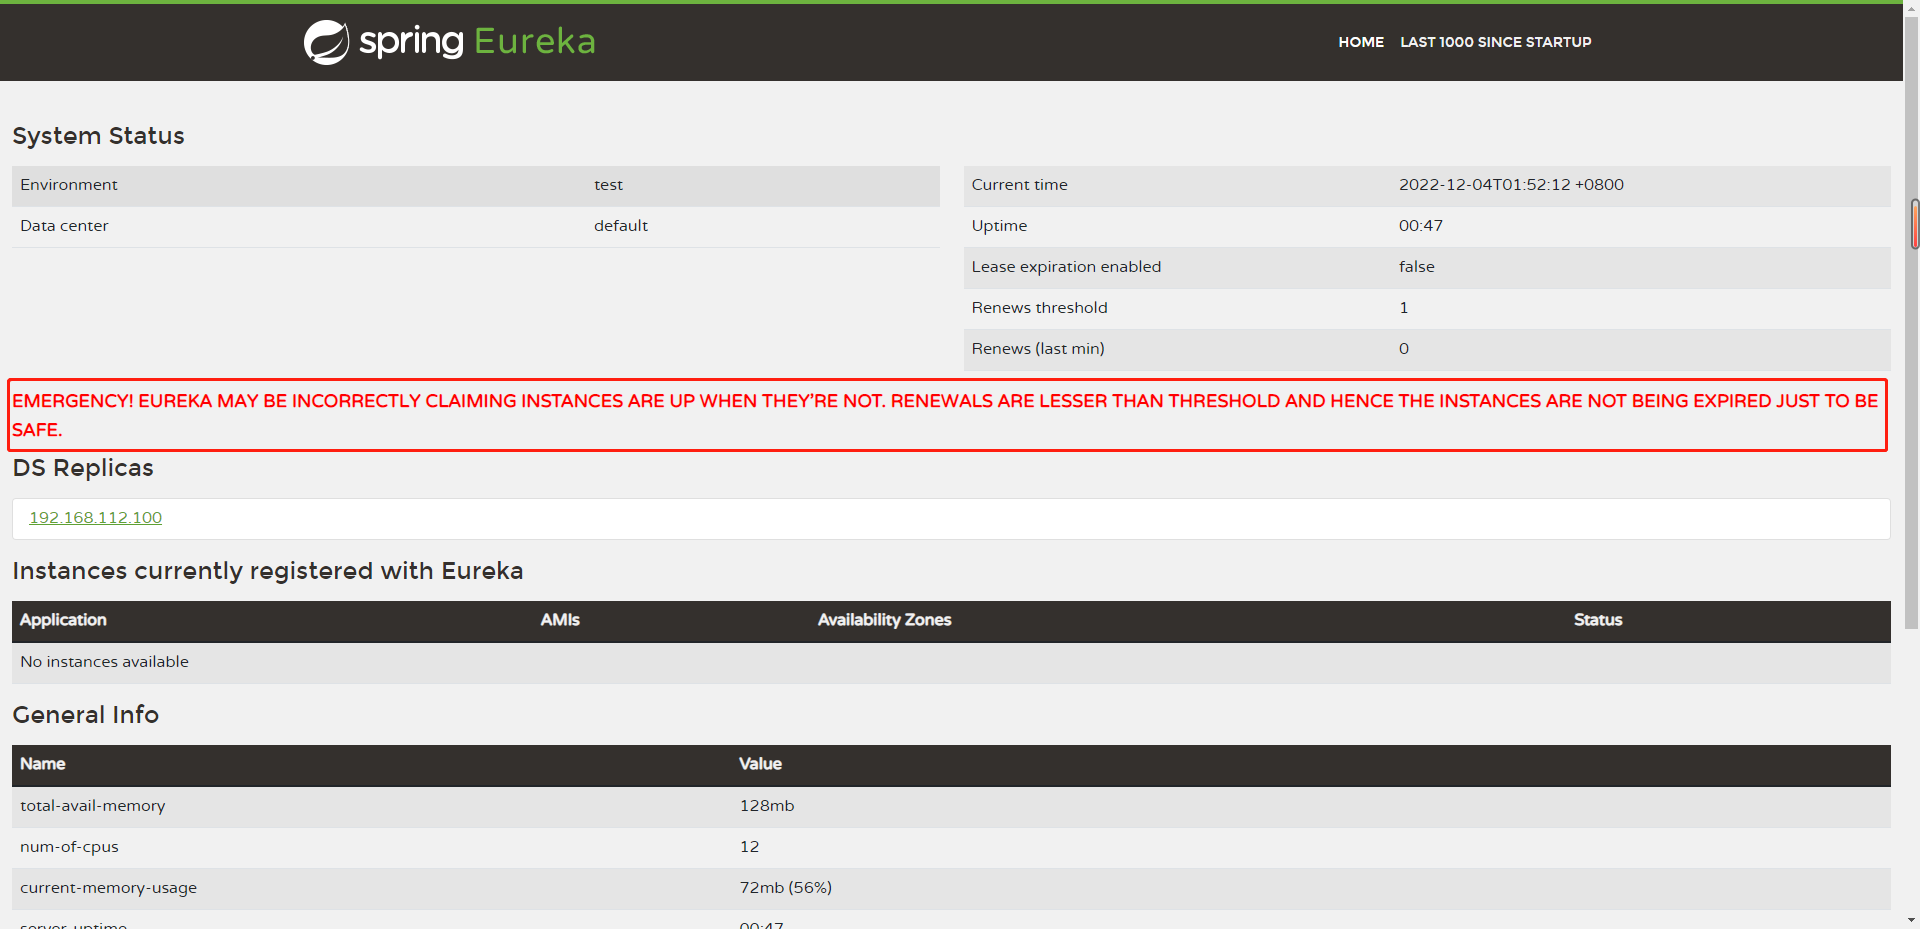 spring Eureka
HOME LAST 1000 SINCE STARTUP
System Status
Environment test
Data center default
Current time 2022-12-04T01:52:12 +0800
Uptime 00:47
Lease expiration enabled false
Renews threshold 1
Renews (last min) 0
EMERGENCY! EUREKA MAY BE INCORRECTLY CLAIMING INSTANCES ARE UP WHEN THEY'RE NOT. RENEWALS ARE LESSER THAN THRESHOLD AND HENCE THE INSTANCES ARE NOT BEING EXPIRED JUST TO BE
SAFE.
DS Replicas
192.168.112.100
Instances currently registered with Eureka
Application AMIs Availability Zones Status
No instances available
General Info
Name Value
total-avail-memory 128mb
num-of-cpus 12
current-memory-usage 72mb (56%)
server-uptime 00:47